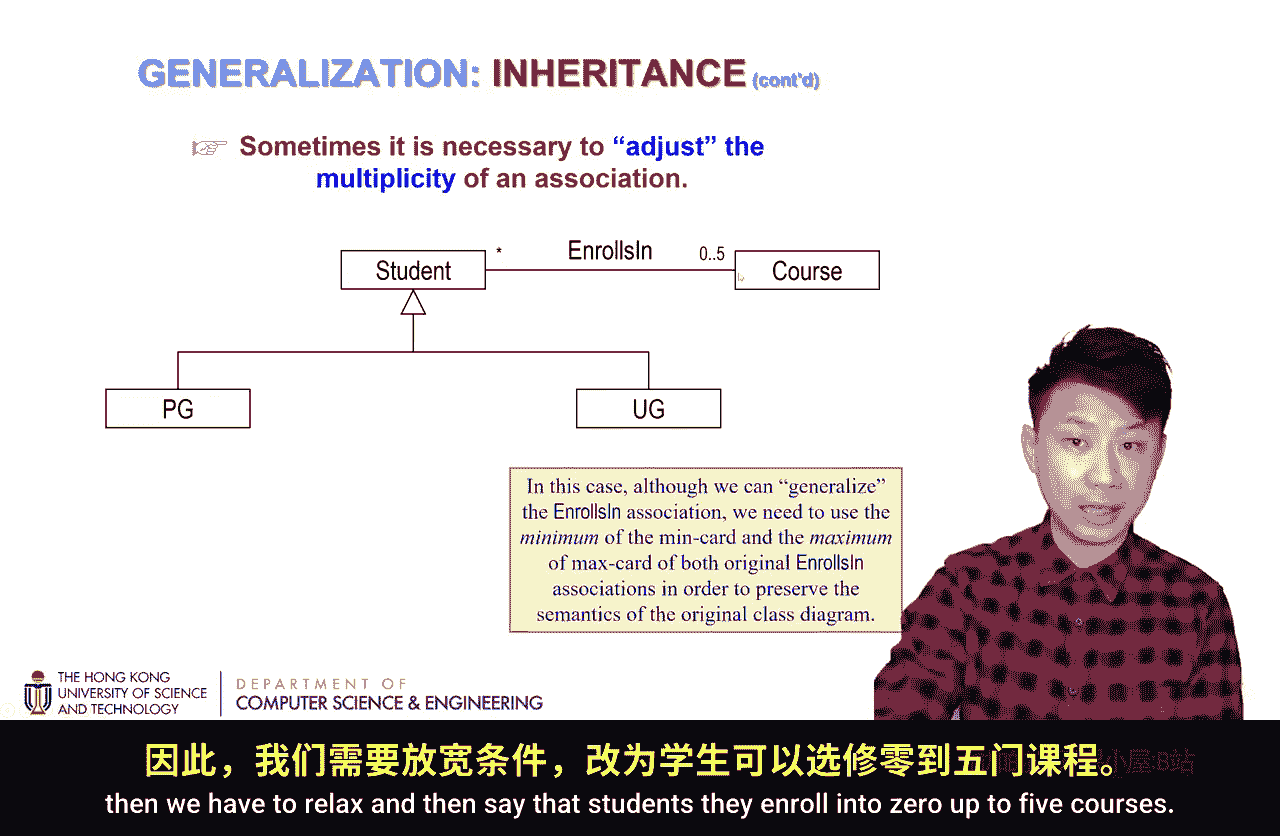 GENERALIZATION: INHERITANCE (cont'd)
☞ Sometimes it is necessary to “adjust” the
multiplicity of an association.
* EnrollsIn 0..5
Student Course
PG UG
In this case, although we can “generalize”
the EnrollsIn association, we need to use the
minimum of the min-card and the maximum
of max-card of both original EnrollsIn
associations in order to preserve the
semantics of the original class diagram.
THE HONG KONG
UNIVERSITY OF SCIENCE
AND TECHNOLOGY
DEPARTMENT OF
COMPUTER SCIENCE & ENGINEERING
因此，我们需要放宽条件，改为学生可以选修零到五门课程。
小屋:B站
then we have to relax and then say that students they enroll into zero up to five courses.